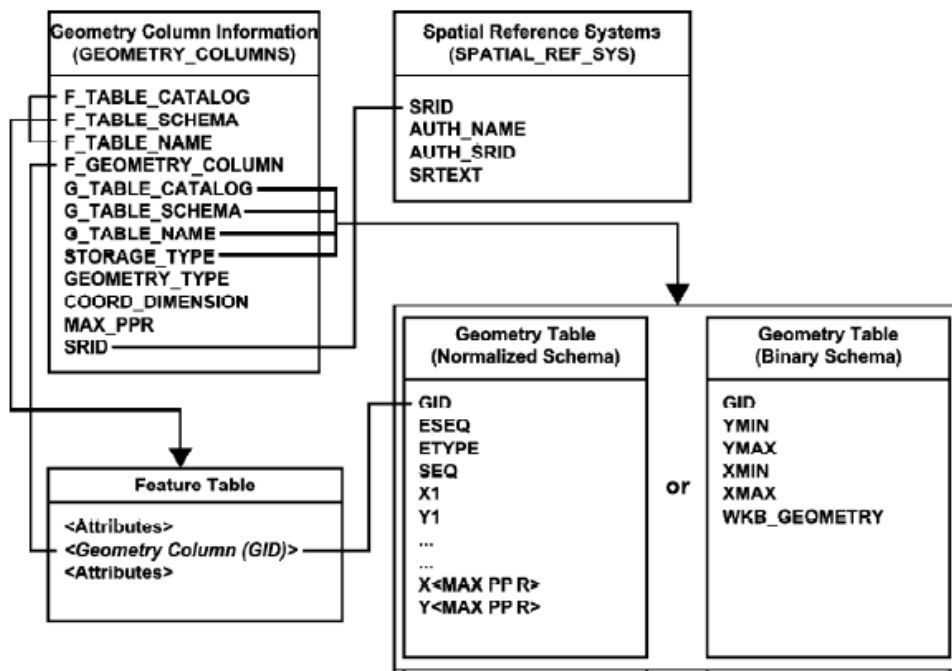 Geometry Column Information
(GEOMETRY_COLUMNS)
F_TABLE_CATALOG
F_TABLE_SCHEMA
F_TABLE_NAME
F_GEOMETRY_COLUMN
G_TABLE_CATALOG
G_TABLE_SCHEMA
G_TABLE_NAME
STORAGE_TYPE
GEOMETRY_TYPE
COORD_DIMENSION
MAX_PPR
SRID
Spatial Reference Systems
(SPATIAL_REF_SYS)
SRID
AUTH_NAME
AUTH_SRID
SRTEXT
Feature Table
<Attributes>
<Geometry Column (GID)>
<Attributes>
Geometry Table
(Normalized Schema)
GID
ESEQ
ETYPE
SEQ
X1
Y1
...
...
X<MAX PPR>
Y<MAX PPR>
or
Geometry Table
(Binary Schema)
GID
YMIN
YMAX
XMIN
XMAX
WKB_GEOMETRY